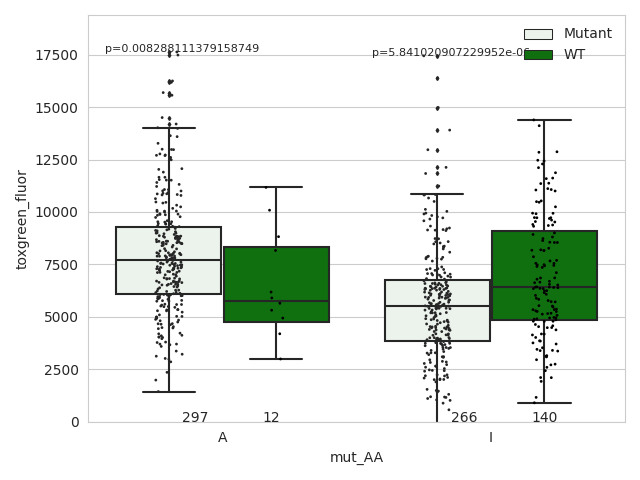 Mutant
WT
p=0.008288111379158749
p=5.841020907229952e-06
17500
15000
12500
10000
7500
5000
2500
0
toxgreen_fluor
297
12
266
140
A
I
mut_AA